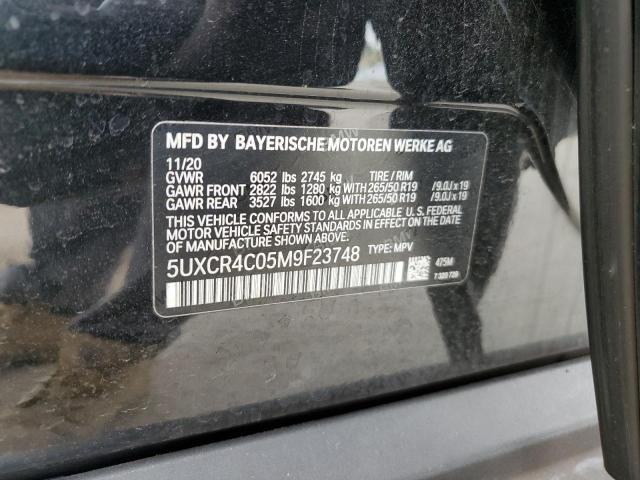 MFD BY BAYERISCHE MOTOREN WERKE AG
11/20
GVWR 6052 lbs 2745 kg TIRE / RIM
GAWR FRONT 2822 lbs 1280 kg WITH 265/50 R19 /9.0J x 19
GAWR REAR 3527 lbs 1600 kg WITH 265/50 R19 /9.0J x 19
THIS VEHICLE CONFORMS TO ALL APPLICABLE U.S. FEDERAL
MOTOR VEHICLE SAFETY STANDARDS IN EFFECT ON THE DATE
OF MANUFACTURE SHOWN ABOVE.
5UXCR4C05M9F23748 TYPE: MPV
475M